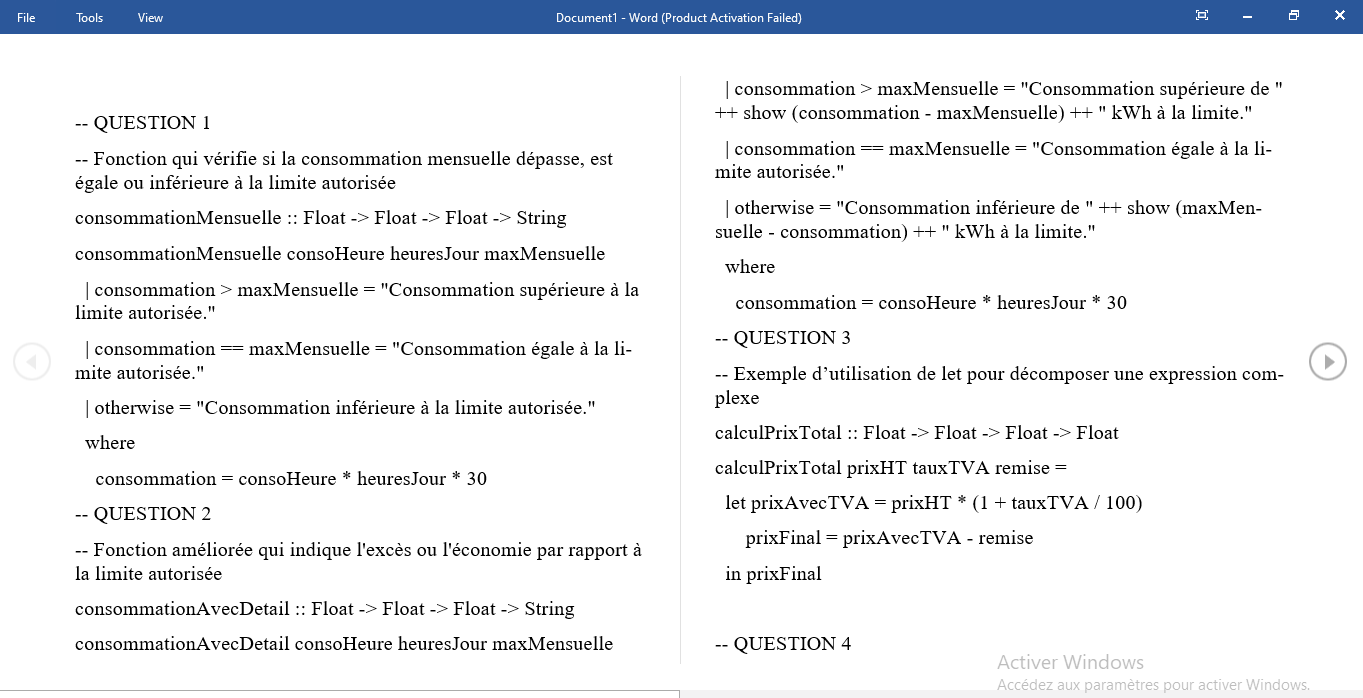 File Tools View Document1 - Word (Product Activation Failed)
-- QUESTION 1
-- Fonction qui vérifie si la consommation mensuelle dépasse, est
égale ou inférieure à la limite autorisée
consommationMensuelle :: Float -> Float -> Float -> String
consommationMensuelle consoHeure heuresJour maxMensuelle
| consommation > maxMensuelle = "Consommation supérieure à la
limite autorisée."
| consommation == maxMensuelle = "Consommation égale à la li-
mite autorisée."
| otherwise = "Consommation inférieure à la limite autorisée."
where
consommation = consoHeure * heuresJour * 30
-- QUESTION 2
-- Fonction améliorée qui indique l'excès ou l'économie par rapport à
la limite autorisée
consommationAvecDetail :: Float -> Float -> Float -> String
consommationAvecDetail consoHeure heuresJour maxMensuelle
| consommation > maxMensuelle = "Consommation supérieure de "
++ show (consommation - maxMensuelle) ++ " kWh à la limite."
| consommation == maxMensuelle = "Consommation égale à la li-
mite autorisée."
| otherwise = "Consommation inférieure de " ++ show (maxMen-
suelle - consommation) ++ " kWh à la limite."
where
consommation = consoHeure * heuresJour * 30
-- QUESTION 3
-- Exemple d’utilisation de let pour décomposer une expression com-
plexe
calculPrixTotal :: Float -> Float -> Float -> Float
calculPrixTotal prixHT tauxTVA remise =
let prixAvecTVA = prixHT * (1 + tauxTVA / 100)
prixFinal = prixAvecTVA - remise
in prixFinal
-- QUESTION 4
Activer Windows
Accédez aux paramètres pour activer Windows.